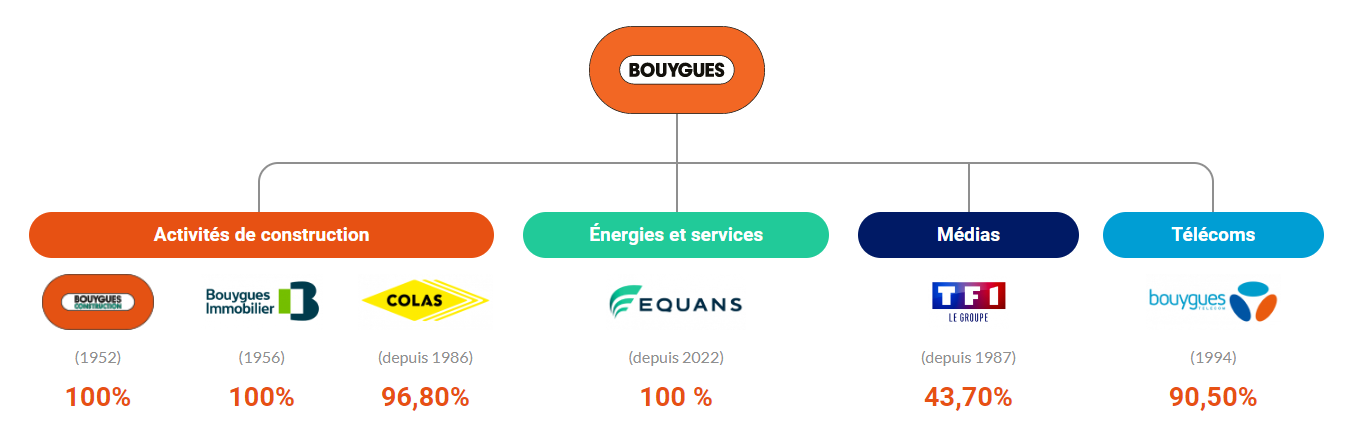 BOUYGUES
Activités de construction
Énergies et services
Médias
Télécoms
BOUYGUES
CONSTRUCTION
Bouygues
Immobilier
COLAS
EQUANS
TF1
LE GROUPE
bouygues
TELECOM
(1952)
(1956)
(depuis 1986)
(depuis 2022)
(depuis 1987)
(1994)
100%
100%
96,80%
100 %
43,70%
90,50%